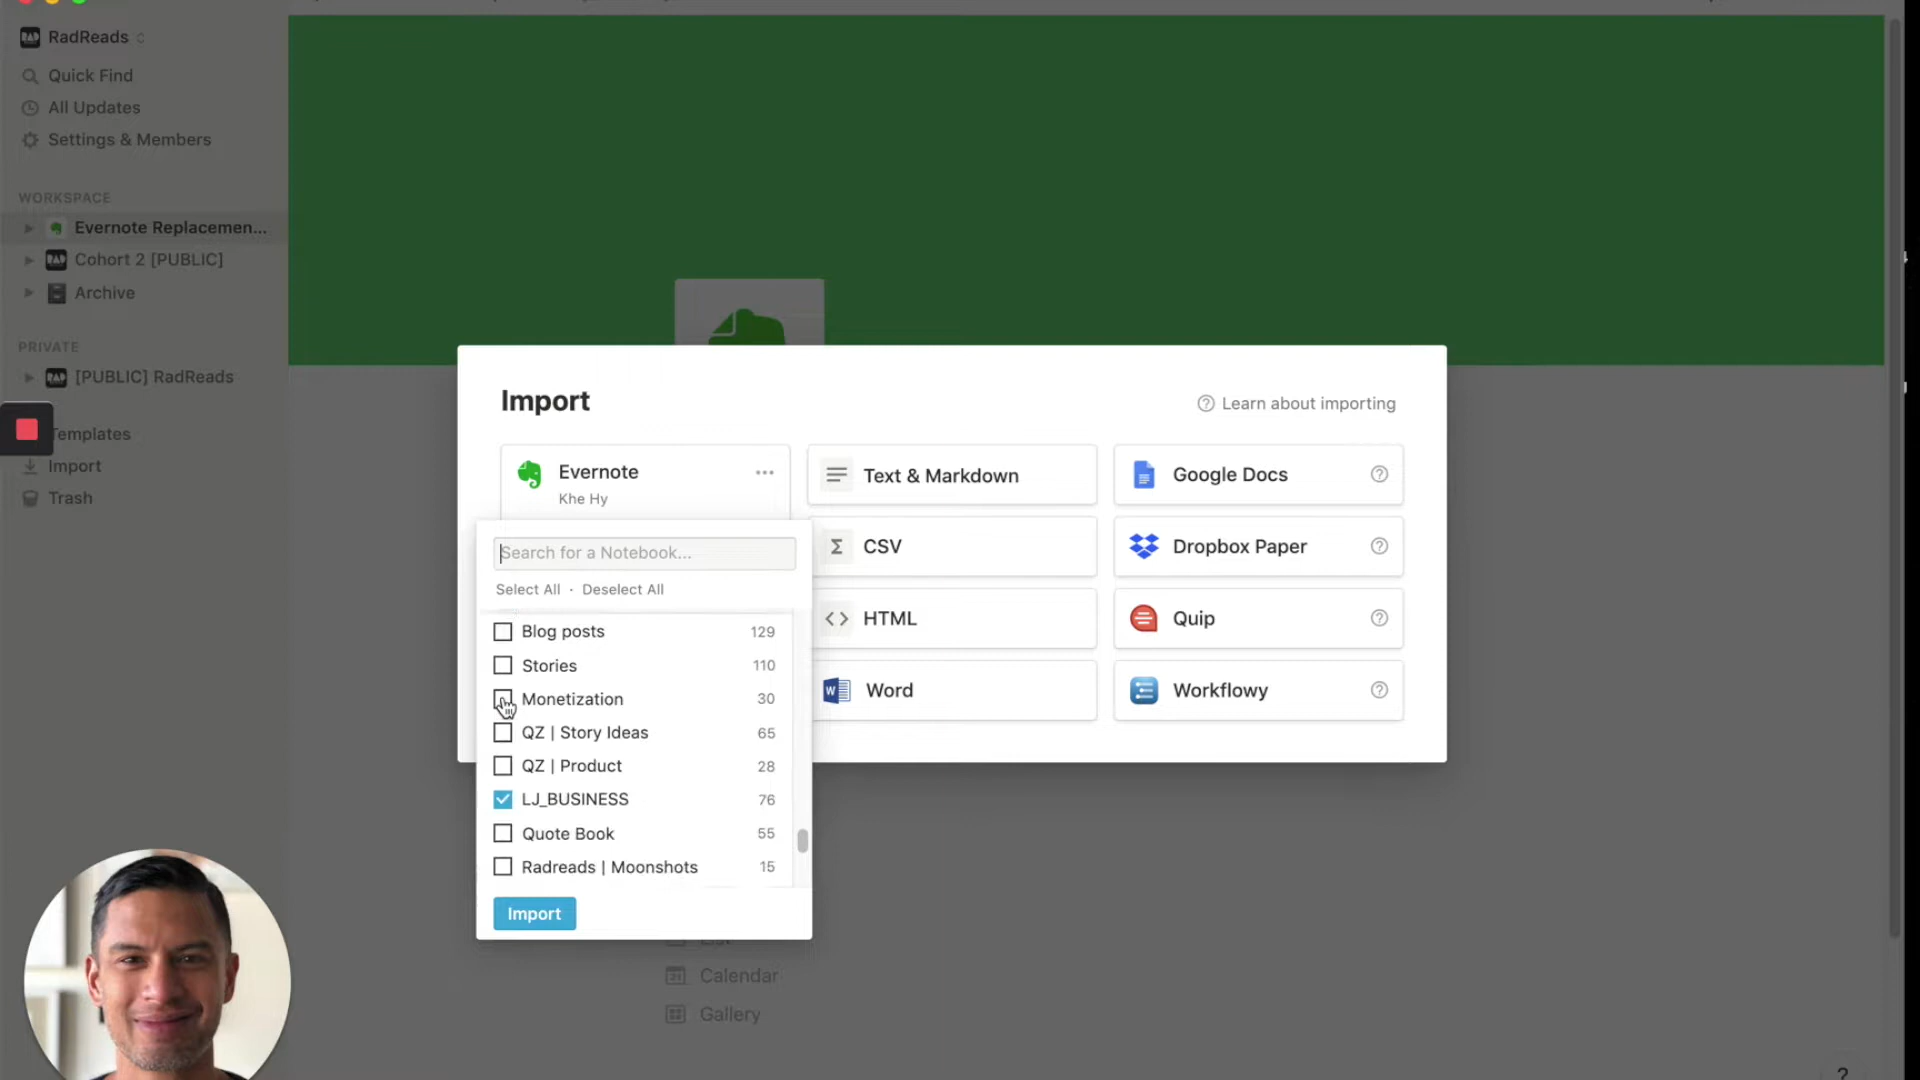 RadReads
Quick Find
All Updates
Settings & Members
WORKSPACE
Evernote Replacemen...
Cohort 2 [PUBLIC]
Archive
PRIVATE
[PUBLIC] RadReads
Templates
Import
Trash
Import
Learn about importing
Evernote
Khe Hy
Text & Markdown
Google Docs
Search for a Notebook...
Select All · Deselect All
CSV
Dropbox Paper
HTML
Quip
Word
Workflowy
Blog posts 129
Stories 110
Monetization 30
QZ | Story Ideas 65
QZ | Product 28
LJ_BUSINESS 76
Quote Book 55
Radreads | Moonshots 15
Import
Calendar
Gallery
?